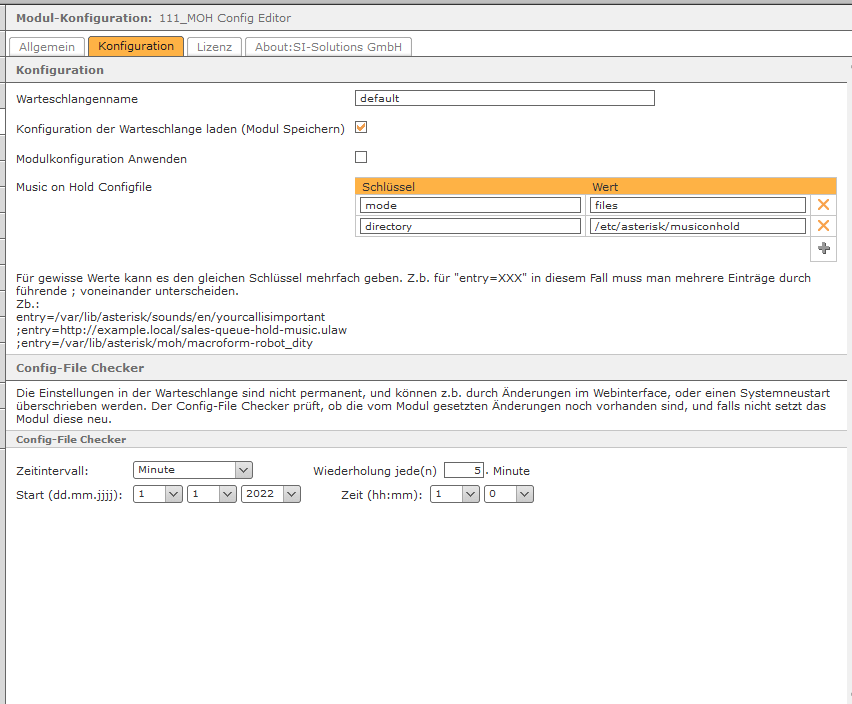 Modul-Konfiguration: 111_MOH Config Editor
Allgemein Konfiguration Lizenz About:SI-Solutions GmbH
Konfiguration
Warteschlangenname default
Konfiguration der Warteschlange laden (Modul Speichern)
Modulkonfiguration Anwenden
Music on Hold Configfile Schlüssel Wert
mode files
directory /etc/asterisk/musiconhold
Für gewisse Werte kann es den gleichen Schlüssel mehrfach geben. Z.b. für "entry=XXX" in diesem Fall muss man mehrere Einträge durch
führende ; voneinander unterscheiden.
Zb.:
entry=/var/lib/asterisk/sounds/en/yourcallisimportant
;entry=http://example.local/sales-queue-hold-music.ulaw
;entry=/var/lib/asterisk/moh/macroform-robot_dity
Config-File Checker
Die Einstellungen in der Warteschlange sind nicht permanent, und können z.b. durch Änderungen im Webinterface, oder einen Systemneustart
überschrieben werden. Der Config-File Checker prüft, ob die vom Modul gesetzten Änderungen noch vorhanden sind, und falls nicht setzt das
Modul diese neu.
Config-File Checker
Zeitintervall: Minute Wiederholung jede(n) 5. Minute
Start (dd.mm.jjjj): 1 1 2022 Zeit (hh:mm): 1 0